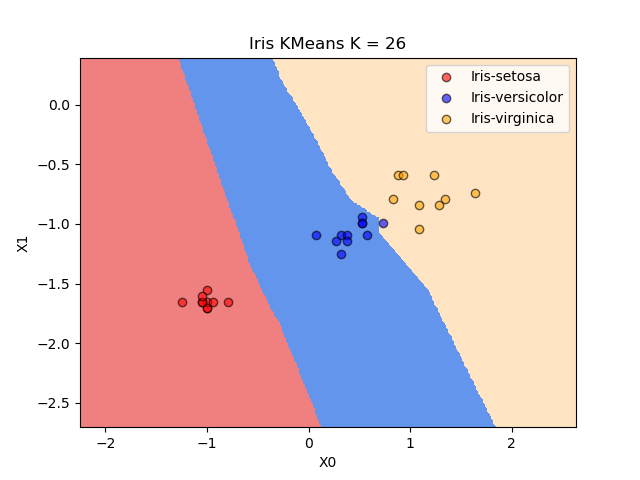 Iris KMeans K = 26
Iris-setosa
Iris-versicolor
Iris-virginica
0.0
−0.5
−1.0
−1.5
−2.0
−2.5
X1
−2
−1
0
1
2
X0